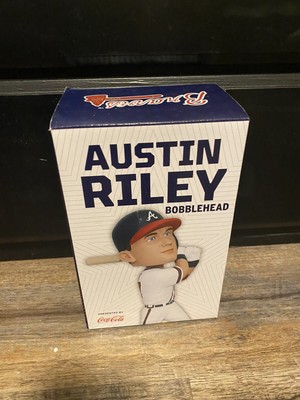 Braves
AUSTIN
RILEY
BOBBLEHEAD
A
PRESENTED BY
Coca-Cola